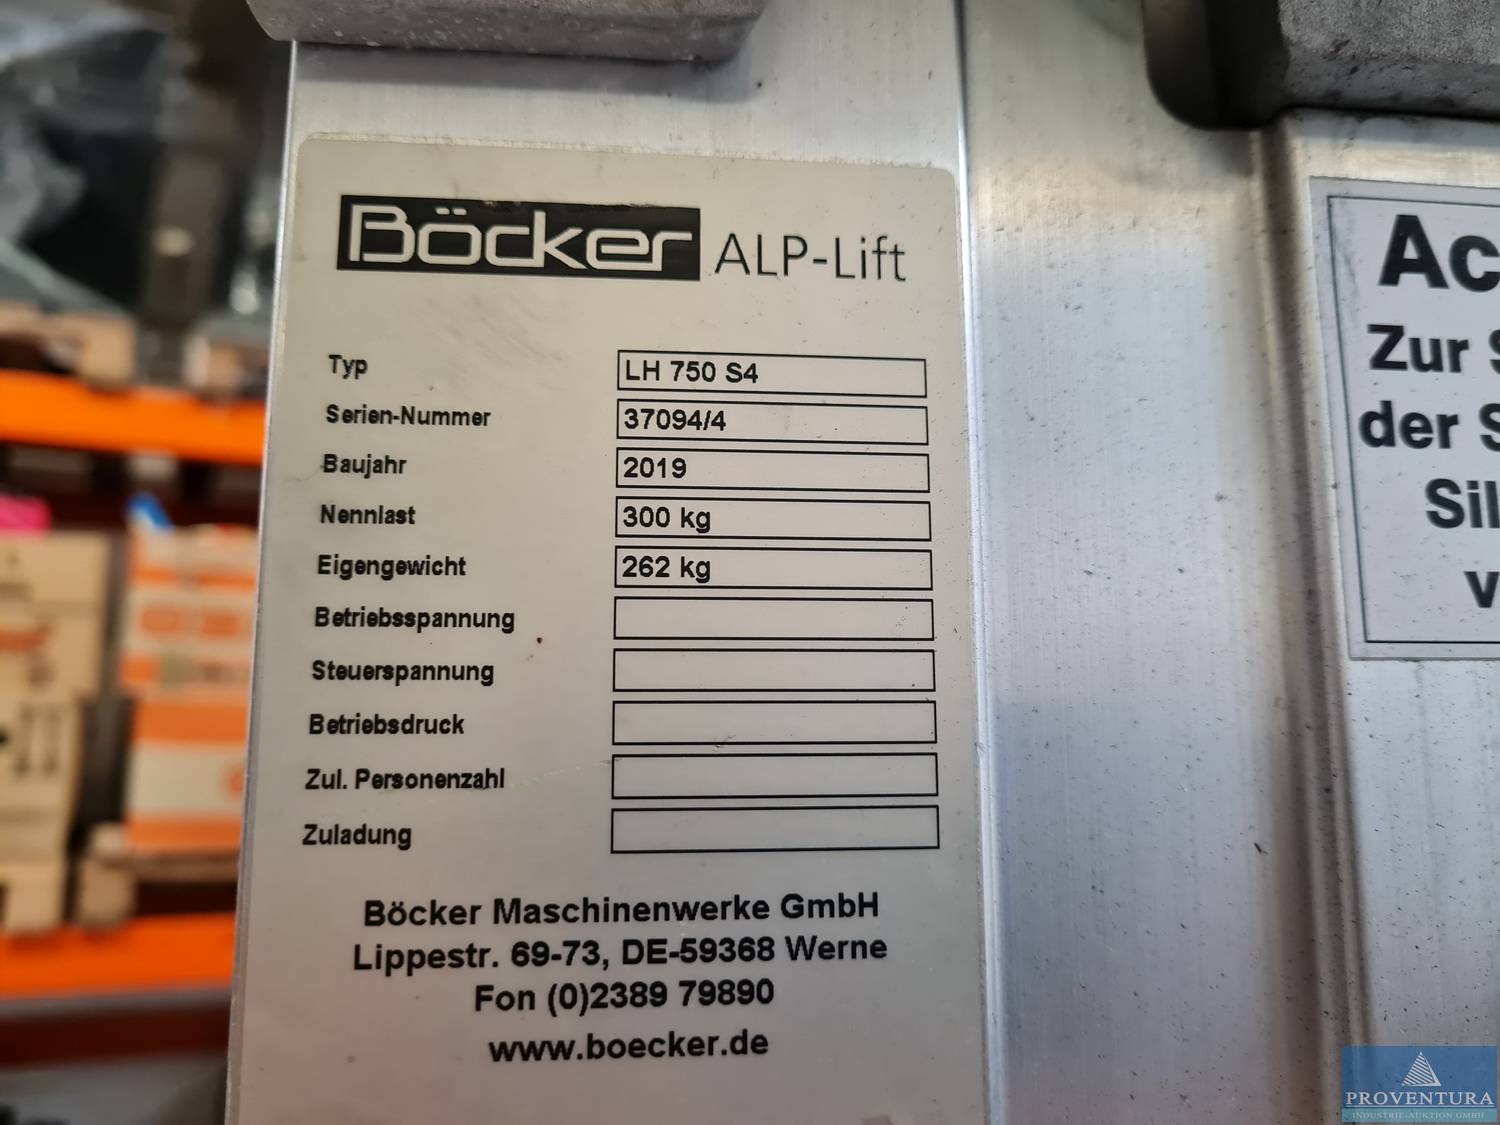 Böcker ALP-Lift
Typ LH 750 S4
Serien-Nummer 37094/4
Baujahr 2019
Nennlast 300 kg
Eigengewicht 262 kg
Betriebsspannung
Steuerspannung
Betriebsdruck
Zul. Personenzahl
Zuladung
Böcker Maschinenwerke GmbH
Lippestr. 69-73, DE-59368 Werne
Fon (0)2389 79890
www.boecker.de
Ac
Zur S
der S
Sil
v
PROVENTURA
INDUSTRIE-AUKTION GMBH